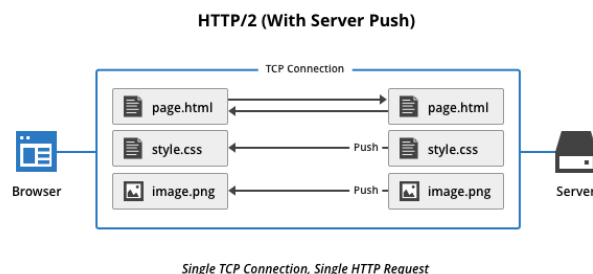 HTTP/2 (With Server Push)
TCP Connection
page.html page.html
style.css Push style.css
image.png Push image.png
Browser Server
Single TCP Connection, Single HTTP Request